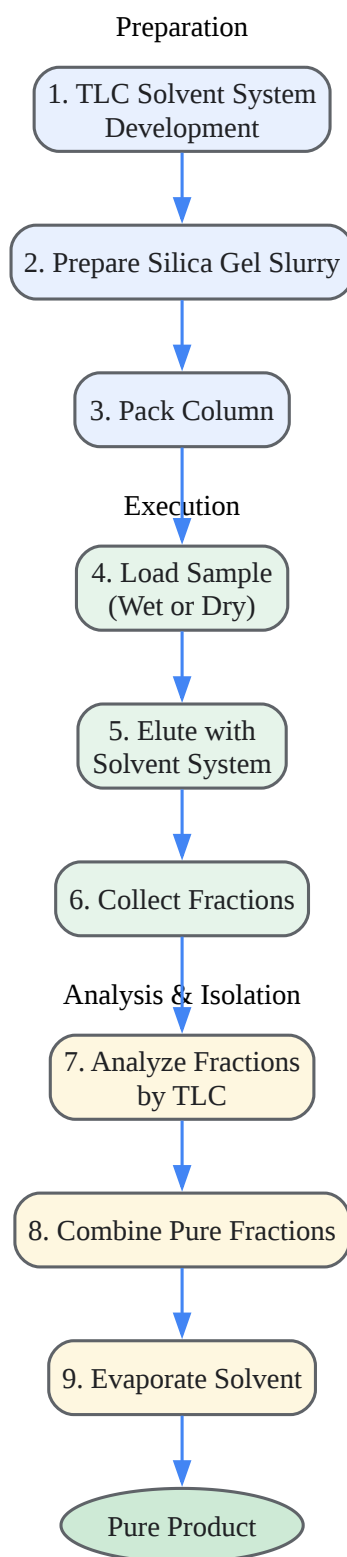 Preparation
1. TLC Solvent System
Development
2. Prepare Silica Gel Slurry
3. Pack Column
Execution
4. Load Sample
(Wet or Dry)
5. Elute with
Solvent System
6. Collect Fractions
Analysis & Isolation
7. Analyze Fractions
by TLC
8. Combine Pure Fractions
9. Evaporate Solvent
Pure Product